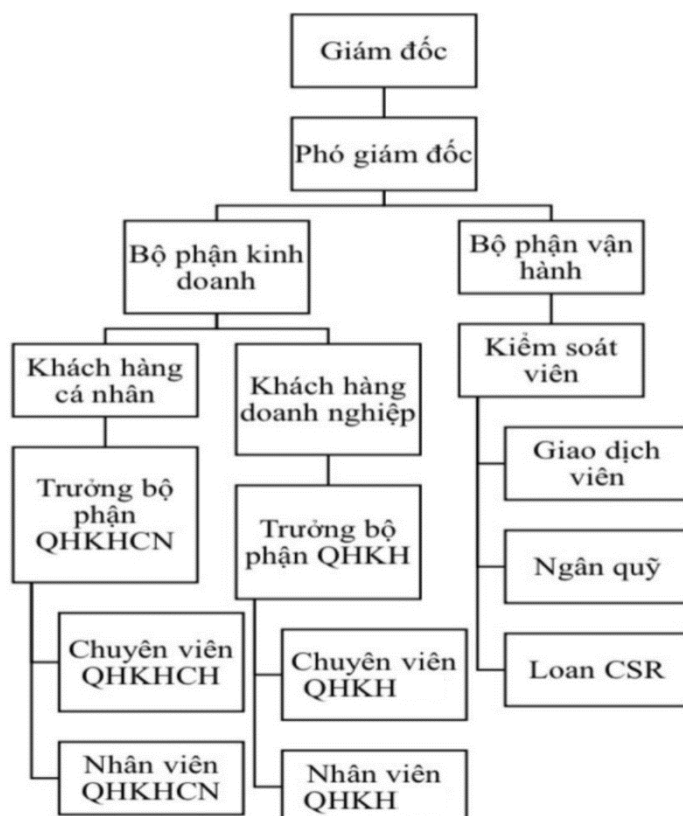 Giám đốc
Phó giám đốc
Bộ phận kinh
doanh
Bộ phận vận
hành
Khách hàng
cá nhân
Khách hàng
doanh nghiệp
Kiểm soát
viên
Trưởng bộ
phận
QHKHCN
Trưởng bộ
phận QHKH
Giao dịch
viên
Ngân quỹ
Loan CSR
Chuyên viên
QHKHCH
Chuyên viên
QHKH
Nhân viên
QHKHCN
Nhân viên
QHKH